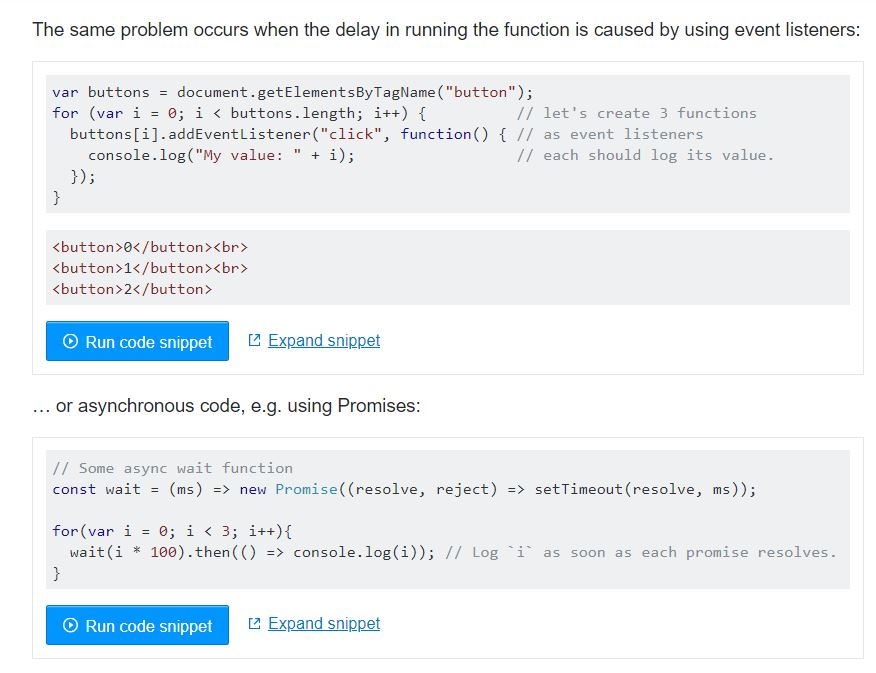 The same problem occurs when the delay in running the function is caused by using event listeners:
var buttons = document.getElementsByTagName("button");
for (var i = 0; i < buttons.length; i++) {          // let's create 3 functions
  buttons[i].addEventListener("click", function() { // as event listeners
    console.log("My value: " + i);                  // each should log its value.
  });
}
<button>0</button><br>
<button>1</button><br>
<button>2</button>
Run code snippet Expand snippet
… or asynchronous code, e.g. using Promises:
// Some async wait function
const wait = (ms) => new Promise((resolve, reject) => setTimeout(resolve, ms));
for(var i = 0; i < 3; i++){
  wait(i * 100).then(() => console.log(i)); // Log `i` as soon as each promise resolves.
}
Run code snippet Expand snippet